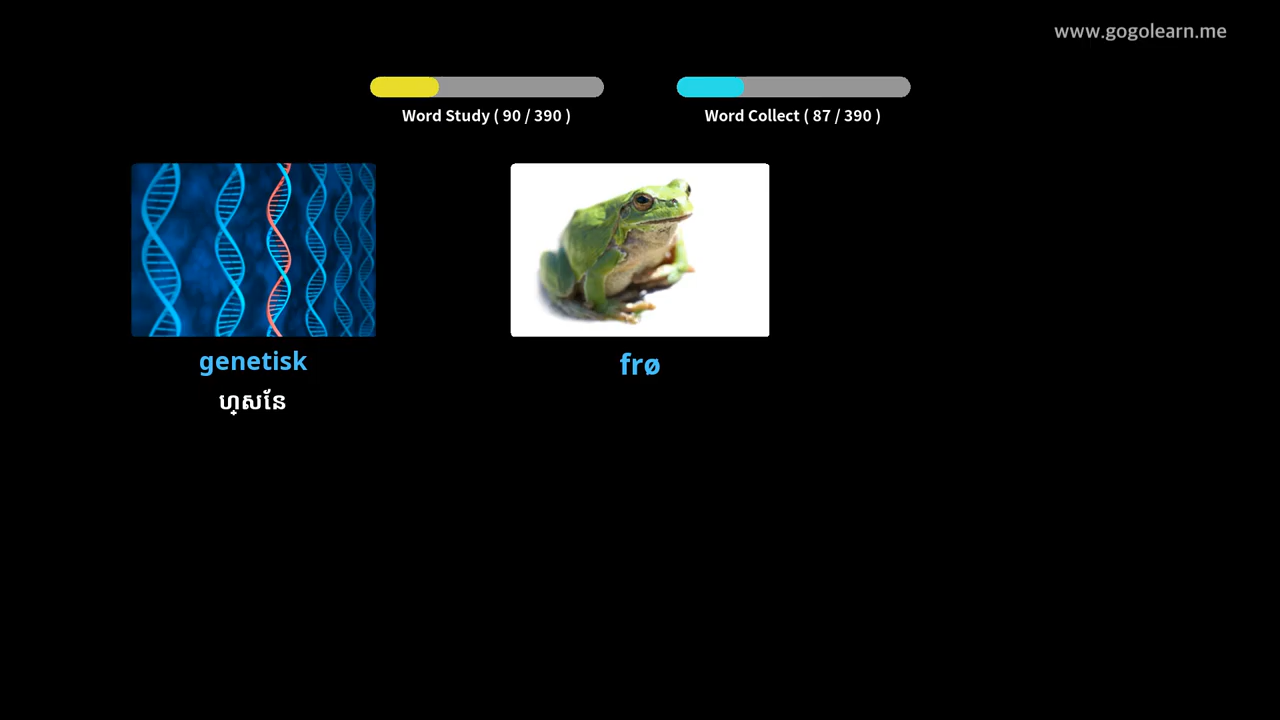 www.gogolearn.me
Word Study ( 90 / 390 )
Word Collect ( 87 / 390 )
genetisk
ហ្សែន
frø